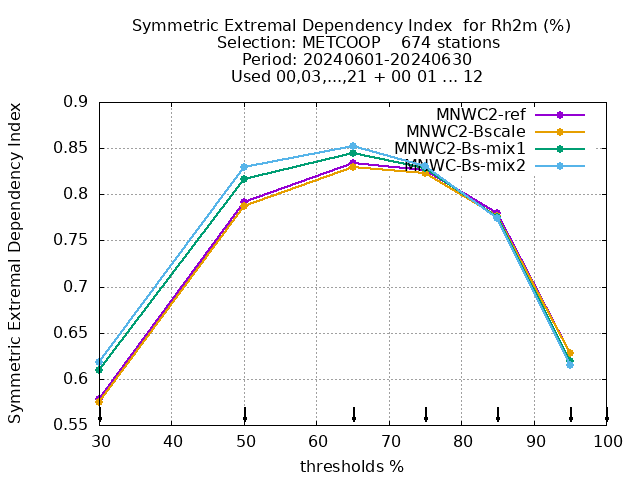 Symmetric Extremal Dependency Index  for Rh2m (%)
Selection: METCOOP    674 stations
Period: 20240601-20240630
Used 00,03,...,21 + 00 01 ... 12
Symmetric Extremal Dependency Index
0.9
0.85
0.8
0.75
0.7
0.65
0.6
0.55
MNWC2-ref
MNWC2-Bscale
MNWC2-Bs-mix1
MNWC-Bs-mix2
30 40 50 60 70 80 90 100
thresholds %